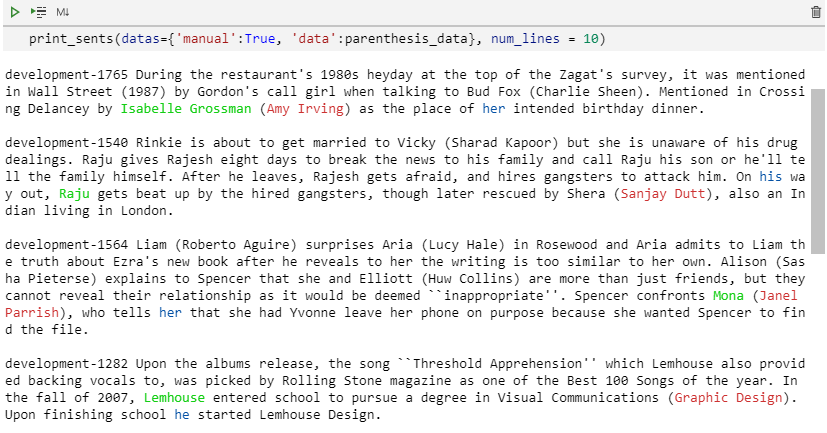 M↓
print_sents(datas={'manual':True, 'data':parenthesis_data}, num_lines = 10)
development-1765 During the restaurant's 1980s heyday at the top of the Zagat's survey, it was mentioned
in Wall Street (1987) by Gordon's call girl when talking to Bud Fox (Charlie Sheen). Mentioned in Crossi
ng Delancey by Isabelle Grossman (Amy Irving) as the place of her intended birthday dinner.
development-1540 Rinkie is about to get married to Vicky (Sharad Kapoor) but she is unaware of his drug
dealings. Raju gives Rajesh eight days to break the news to his family and call Raju his son or he'll te
ll the family himself. After he leaves, Rajesh gets afraid, and hires gangsters to attack him. On his wa
y out, Raju gets beat up by the hired gangsters, though later rescued by Shera (Sanjay Dutt), also an In
dian living in London.
development-1564 Liam (Roberto Aguire) surprises Aria (Lucy Hale) in Rosewood and Aria admits to Liam th
e truth about Ezra's new book after he reveals to her the writing is too similar to her own. Alison (Sas
ha Pieterse) explains to Spencer that she and Elliott (Huw Collins) are more than just friends, but they
cannot reveal their relationship as it would be deemed ``inappropriate''. Spencer confronts Mona (Janel
Parrish), who tells her that she had Yvonne leave her phone on purpose because she wanted Spencer to fin
d the file.
development-1282 Upon the albums release, the song ``Threshold Apprehension'' which Lemhouse also provid
ed backing vocals to, was picked by Rolling Stone magazine as one of the Best 100 Songs of the year. In
the fall of 2007, Lemhouse entered school to pursue a degree in Visual Communications (Graphic Design).
Upon finishing school he started Lemhouse Design.